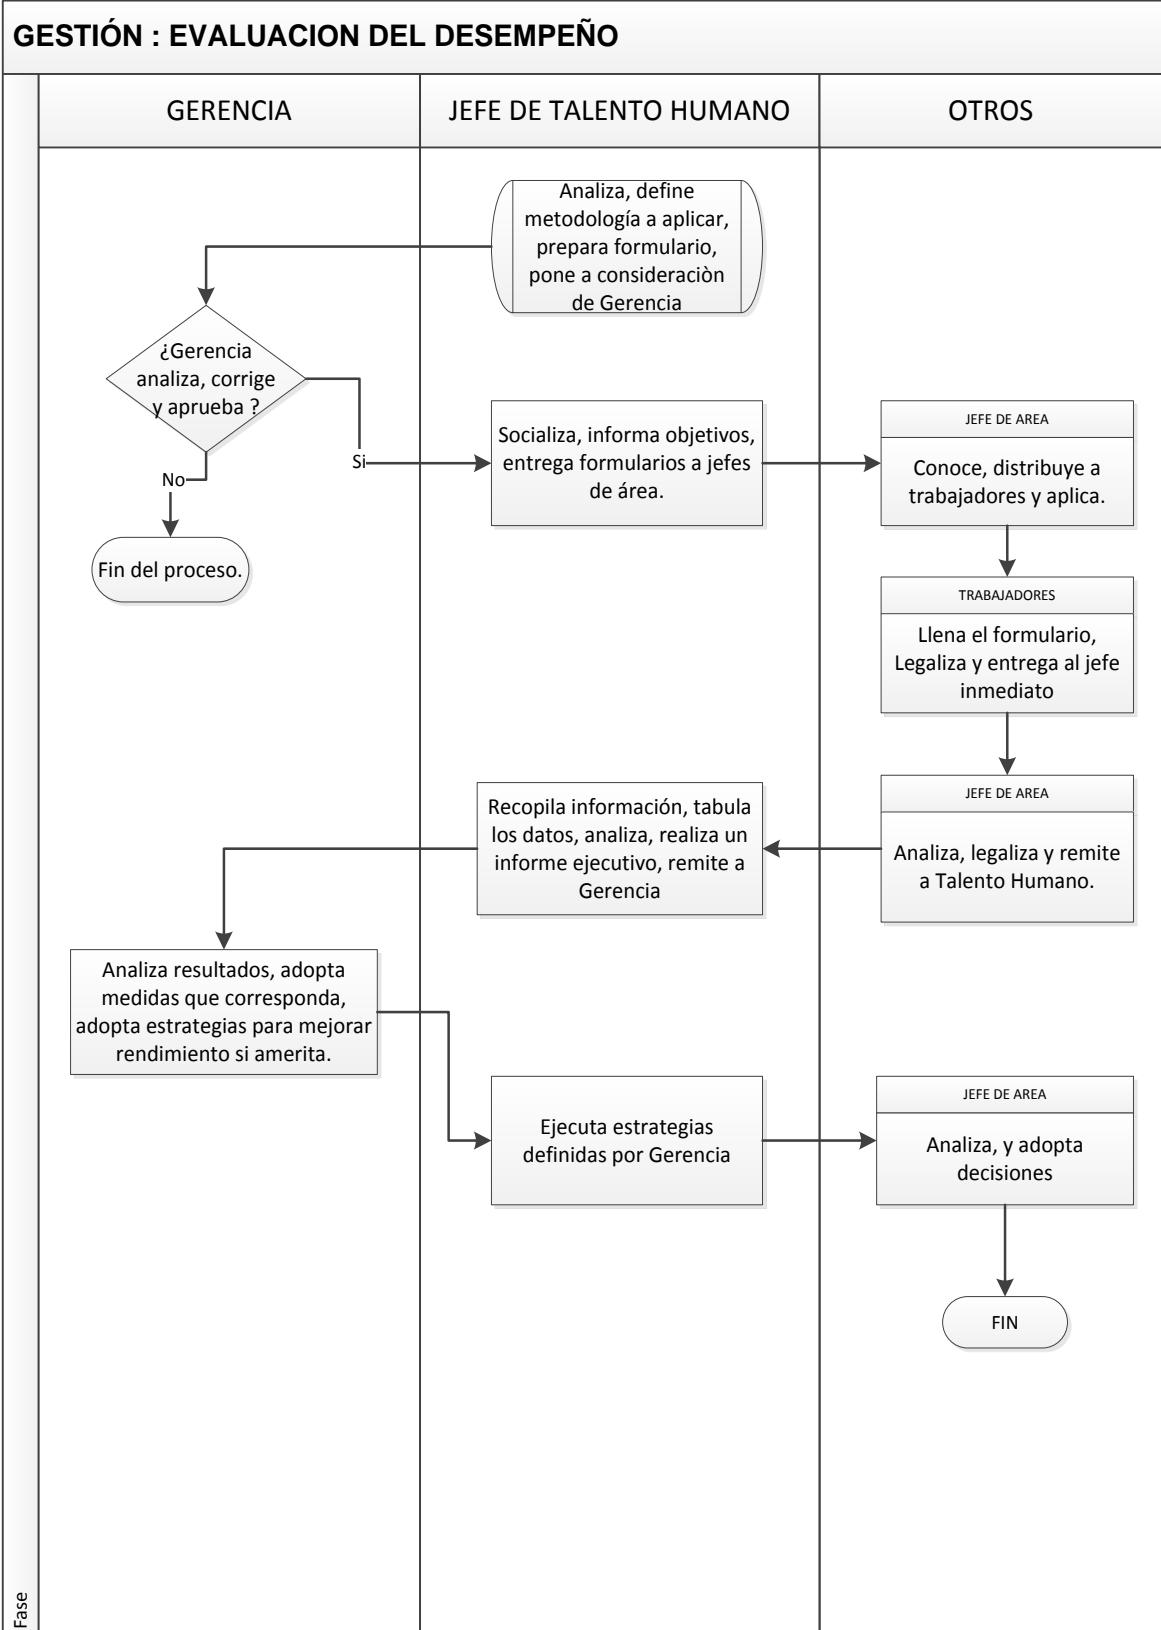 GESTIÓN : EVALUACION DEL DESEMPEÑO
GERENCIA
JEFE DE TALENTO HUMANO
OTROS
Analiza, define
metodología a aplicar,
prepara formulario,
pone a consideraciòn
de Gerencia
¿Gerencia
analiza, corrige
y aprueba ?
Si
No
Fin del proceso.
Socializa, informa objetivos,
entrega formularios a jefes
de área.
JEFE DE AREA
Conoce, distribuye a
trabajadores y aplica.
TRABAJADORES
Llena el formulario,
Legaliza y entrega al jefe
inmediato
JEFE DE AREA
Analiza, legaliza y remite
a Talento Humano.
Recopila información, tabula
los datos, analiza, realiza un
informe ejecutivo, remite a
Gerencia
Analiza resultados, adopta
medidas que corresponda,
adopta estrategias para mejorar
rendimiento si amerita.
Ejecuta estrategias
definidas por Gerencia
JEFE DE AREA
Analiza, y adopta
decisiones
FIN
Fase